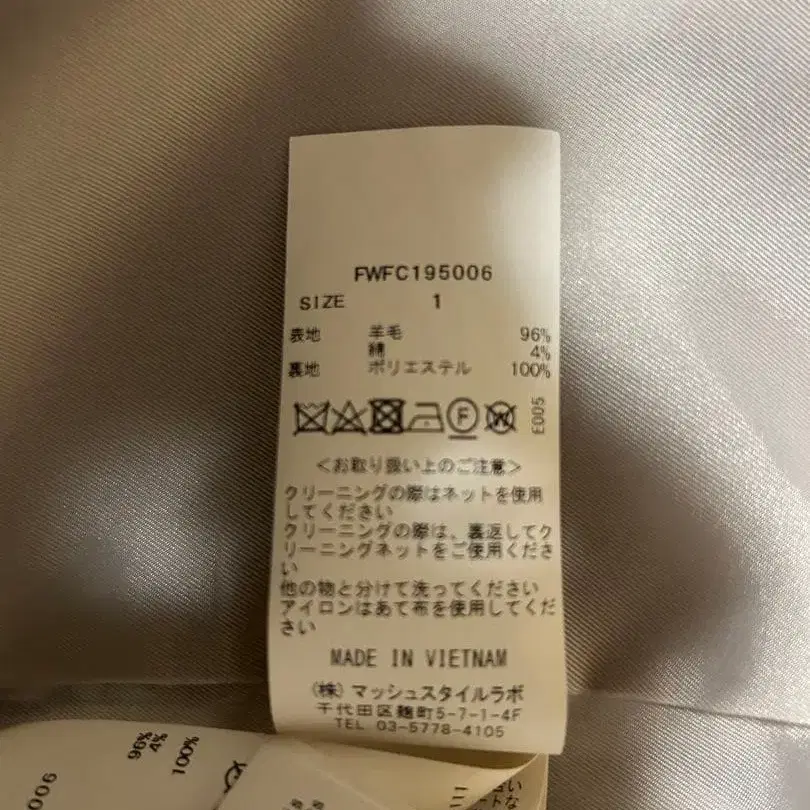 FWFC195006
SIZE 1
表地 羊毛 96%
綿 4%
裏地 ポリエステル 100%
F W E005
<お取り扱い上のご注意>
クリーニングの際はネットを使用
してください
クリーニングの際は、裏返してク
リーニングネットをご使用くださ
い
他の物と分けて洗ってください
アイロンはあて布を使用してくだ
さい
MADE IN VIETNAM
(株) マッシュスタイルラボ
千代田区麹町5-7-1-4F
TEL 03-5778-4105
006
96%
4%
100%